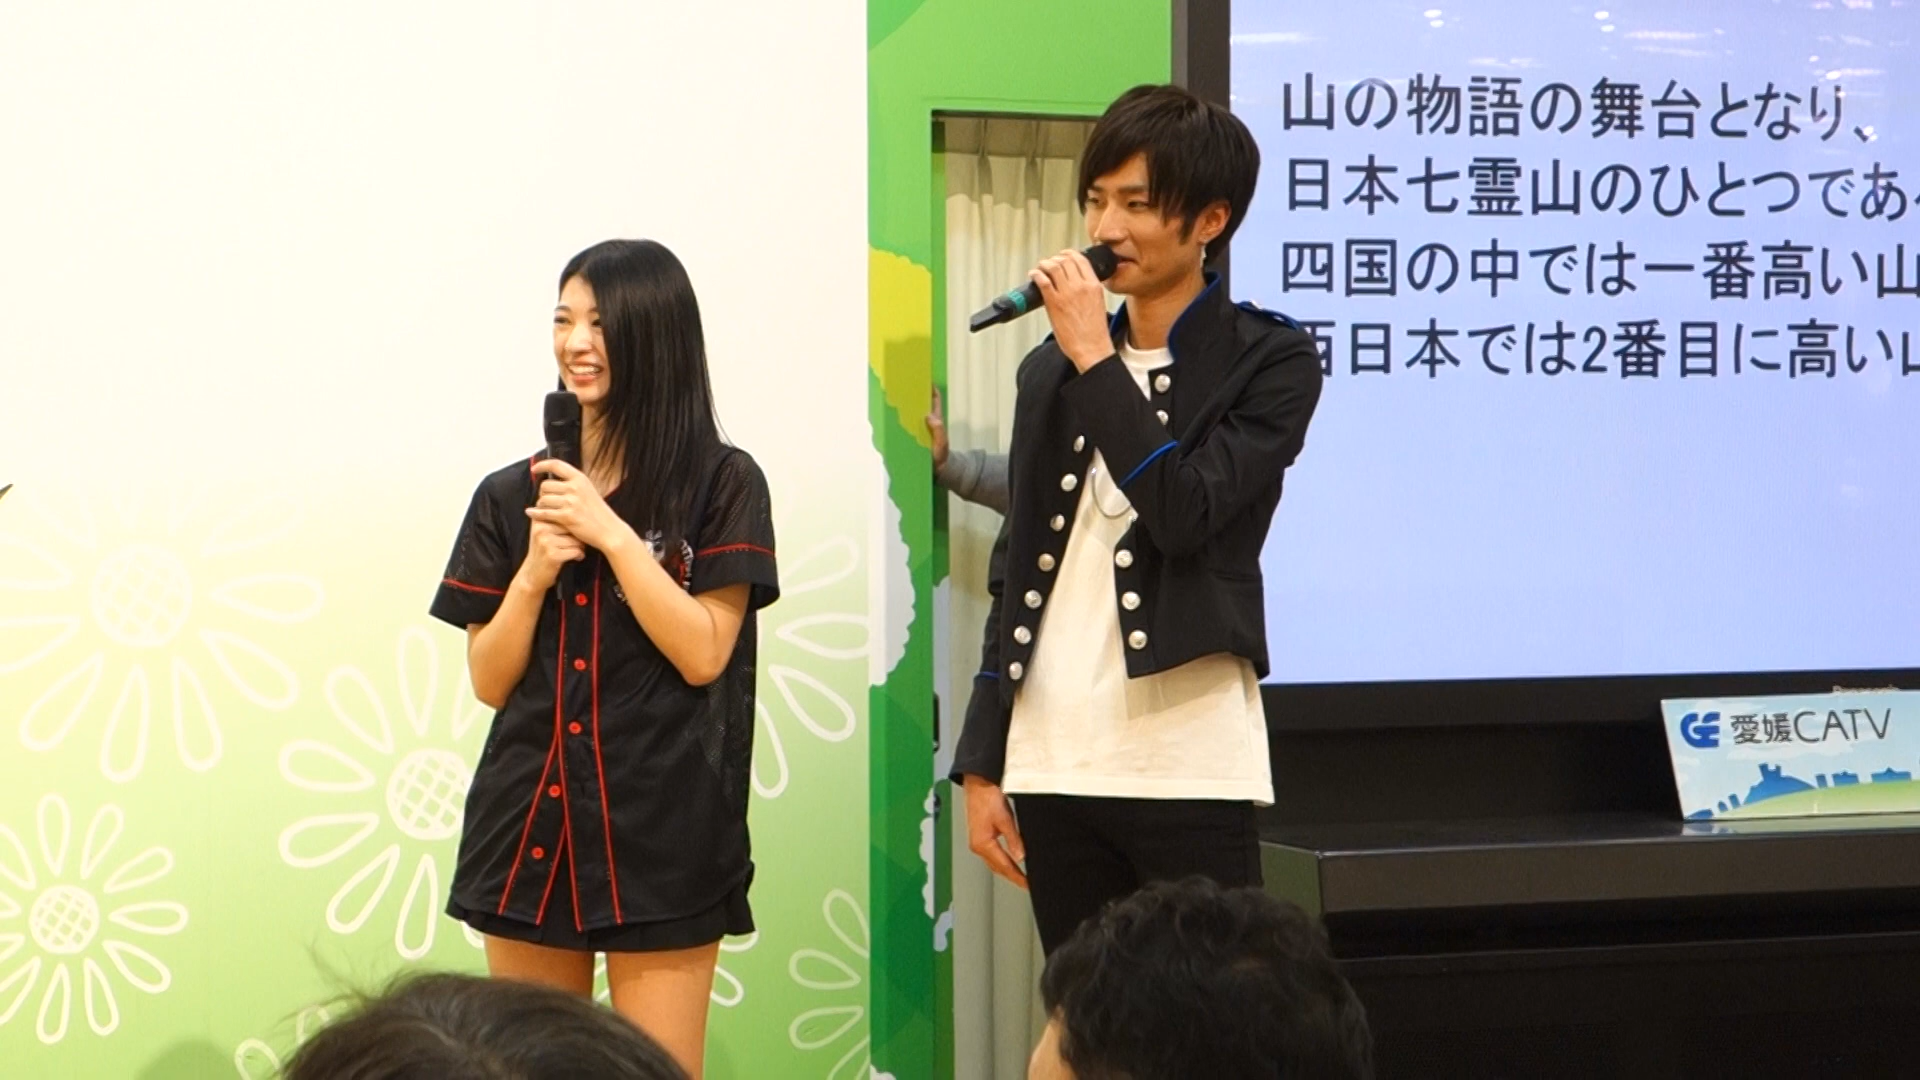 山の物語の舞台となり、
日本七霊山のひとつであ
四国の中では一番高い山
西日本では2番目に高い山
愛媛CATV